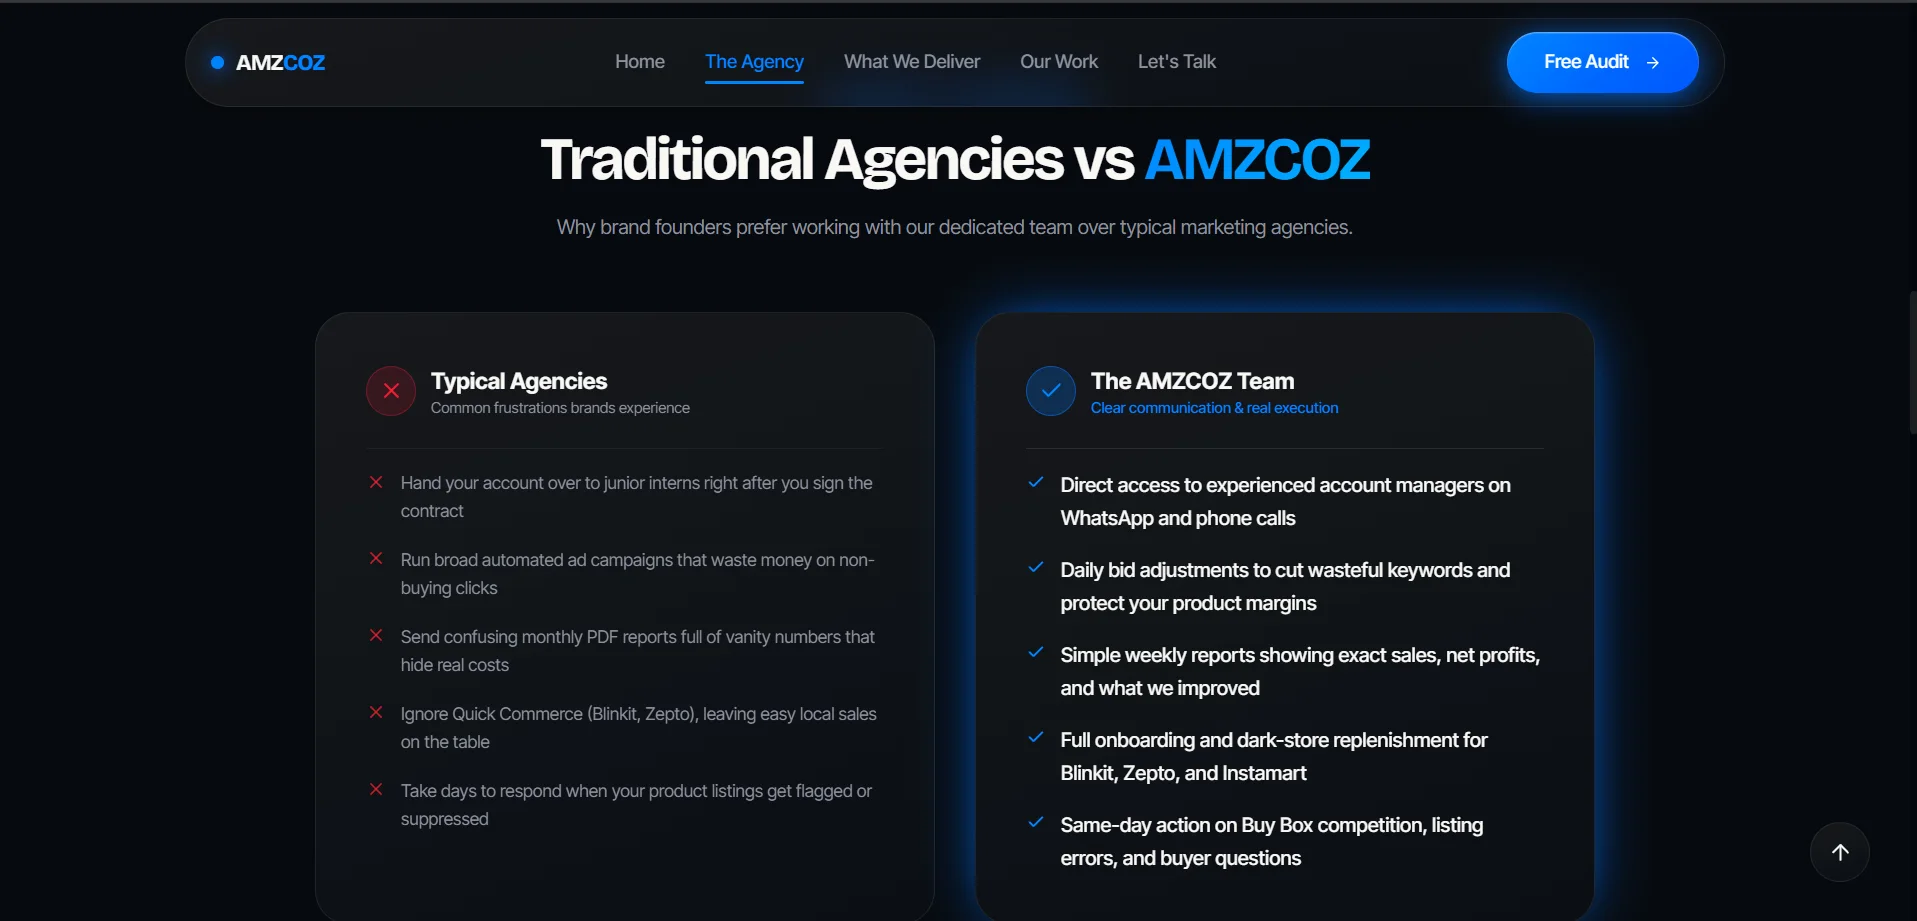 AMZCOZ
Home
The Agency
What We Deliver
Our Work
Let's Talk
Free Audit →
Traditional Agencies vs AMZCOZ
Why brand founders prefer working with our dedicated team over typical marketing agencies.
Typical Agencies
Common frustrations brands experience
Hand your account over to junior interns right after you sign the
contract
Run broad automated ad campaigns that waste money on non-
buying clicks
Send confusing monthly PDF reports full of vanity numbers that
hide real costs
Ignore Quick Commerce (Blinkit, Zepto), leaving easy local sales
on the table
Take days to respond when your product listings get flagged or
suppressed
The AMZCOZ Team
Clear communication & real execution
Direct access to experienced account managers on
WhatsApp and phone calls
Daily bid adjustments to cut wasteful keywords and
protect your product margins
Simple weekly reports showing exact sales, net profits,
and what we improved
Full onboarding and dark-store replenishment for
Blinkit, Zepto, and Instamart
Same-day action on Buy Box competition, listing
errors, and buyer questions